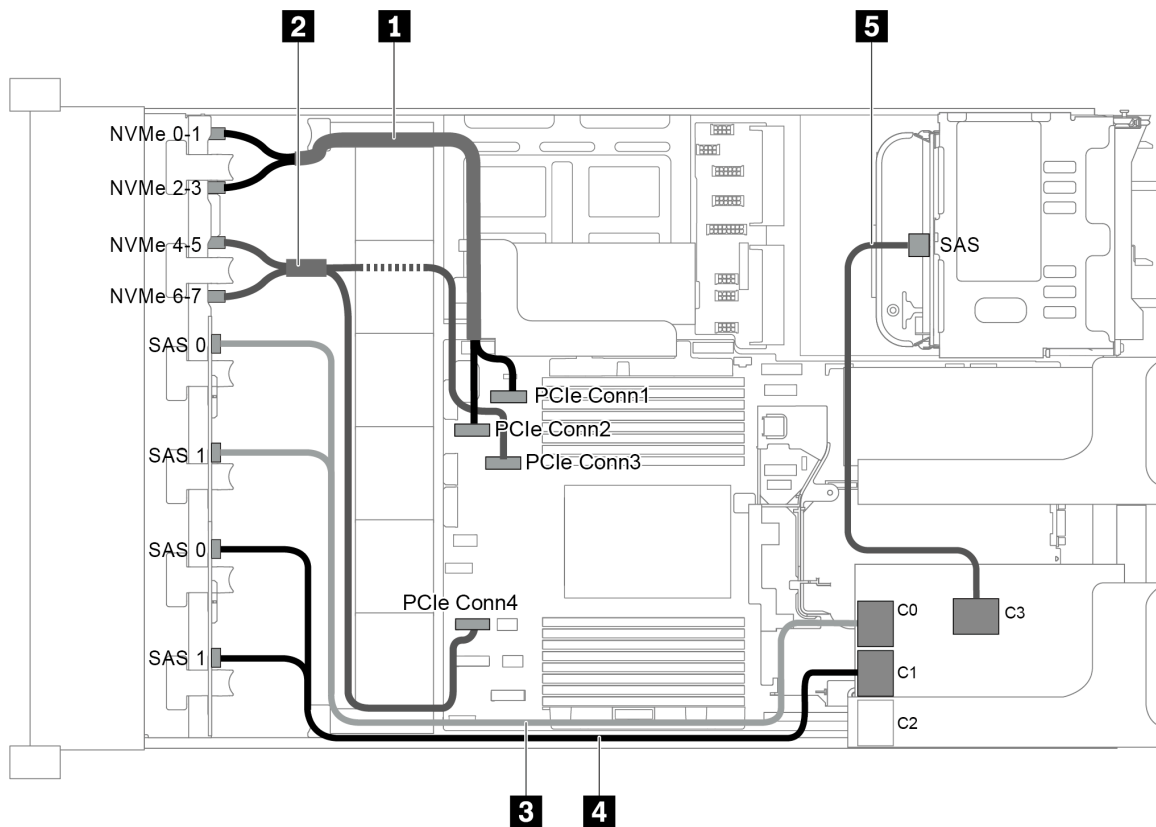 2
1
5
NVMe 0-1
NVMe 2-3
NVMe 4-5
SAS
NVMe 6-7
SAS 0
PCIe Conn1
PCIe Conn2
SAS 1
PCIe Conn3
SAS 0
PCIe Conn4
C0
C3
SAS 1
C1
C2
3
4